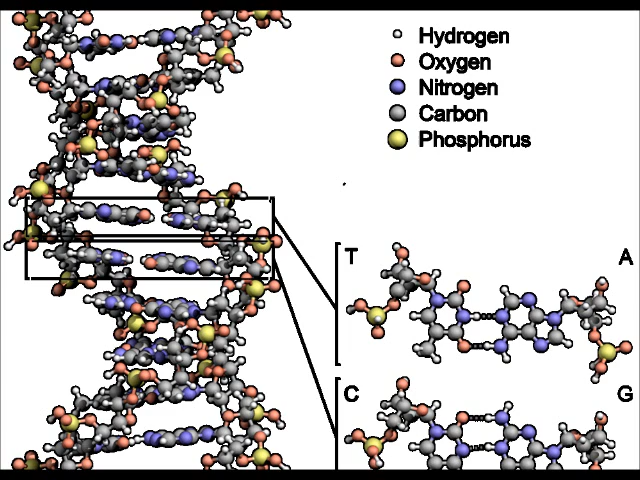 Hydrogen
Oxygen
Nitrogen
Carbon
Phosphorus
T A
C G